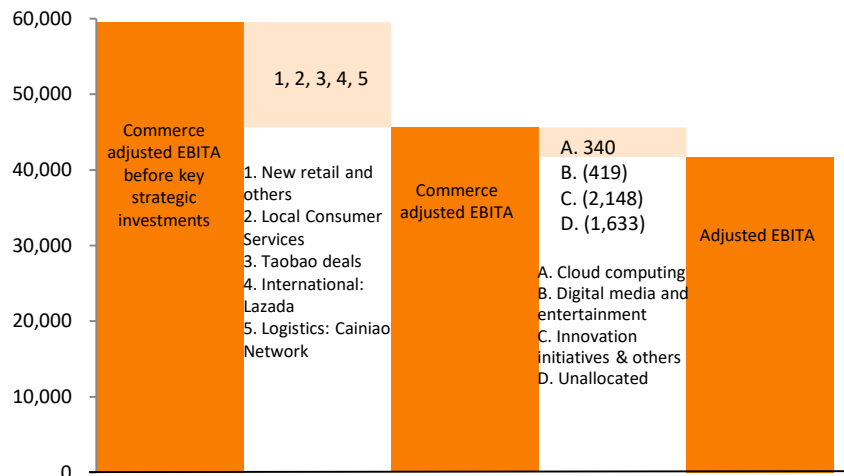 60,000
50,000
40,000
30,000
20,000
10,000
0
Commerce
adjusted EBITA
before key
strategic
investments
1, 2, 3, 4, 5
1. New retail and
others
2. Local Consumer
Services
3. Taobao deals
4. International:
Lazada
5. Logistics: Cainiao
Network
Commerce
adjusted EBITA
A. 340
B. (419)
C. (2,148)
D. (1,633)
A. Cloud computing
B. Digital media and
entertainment
C. Innovation
initiatives & others
D. Unallocated
Adjusted EBITA